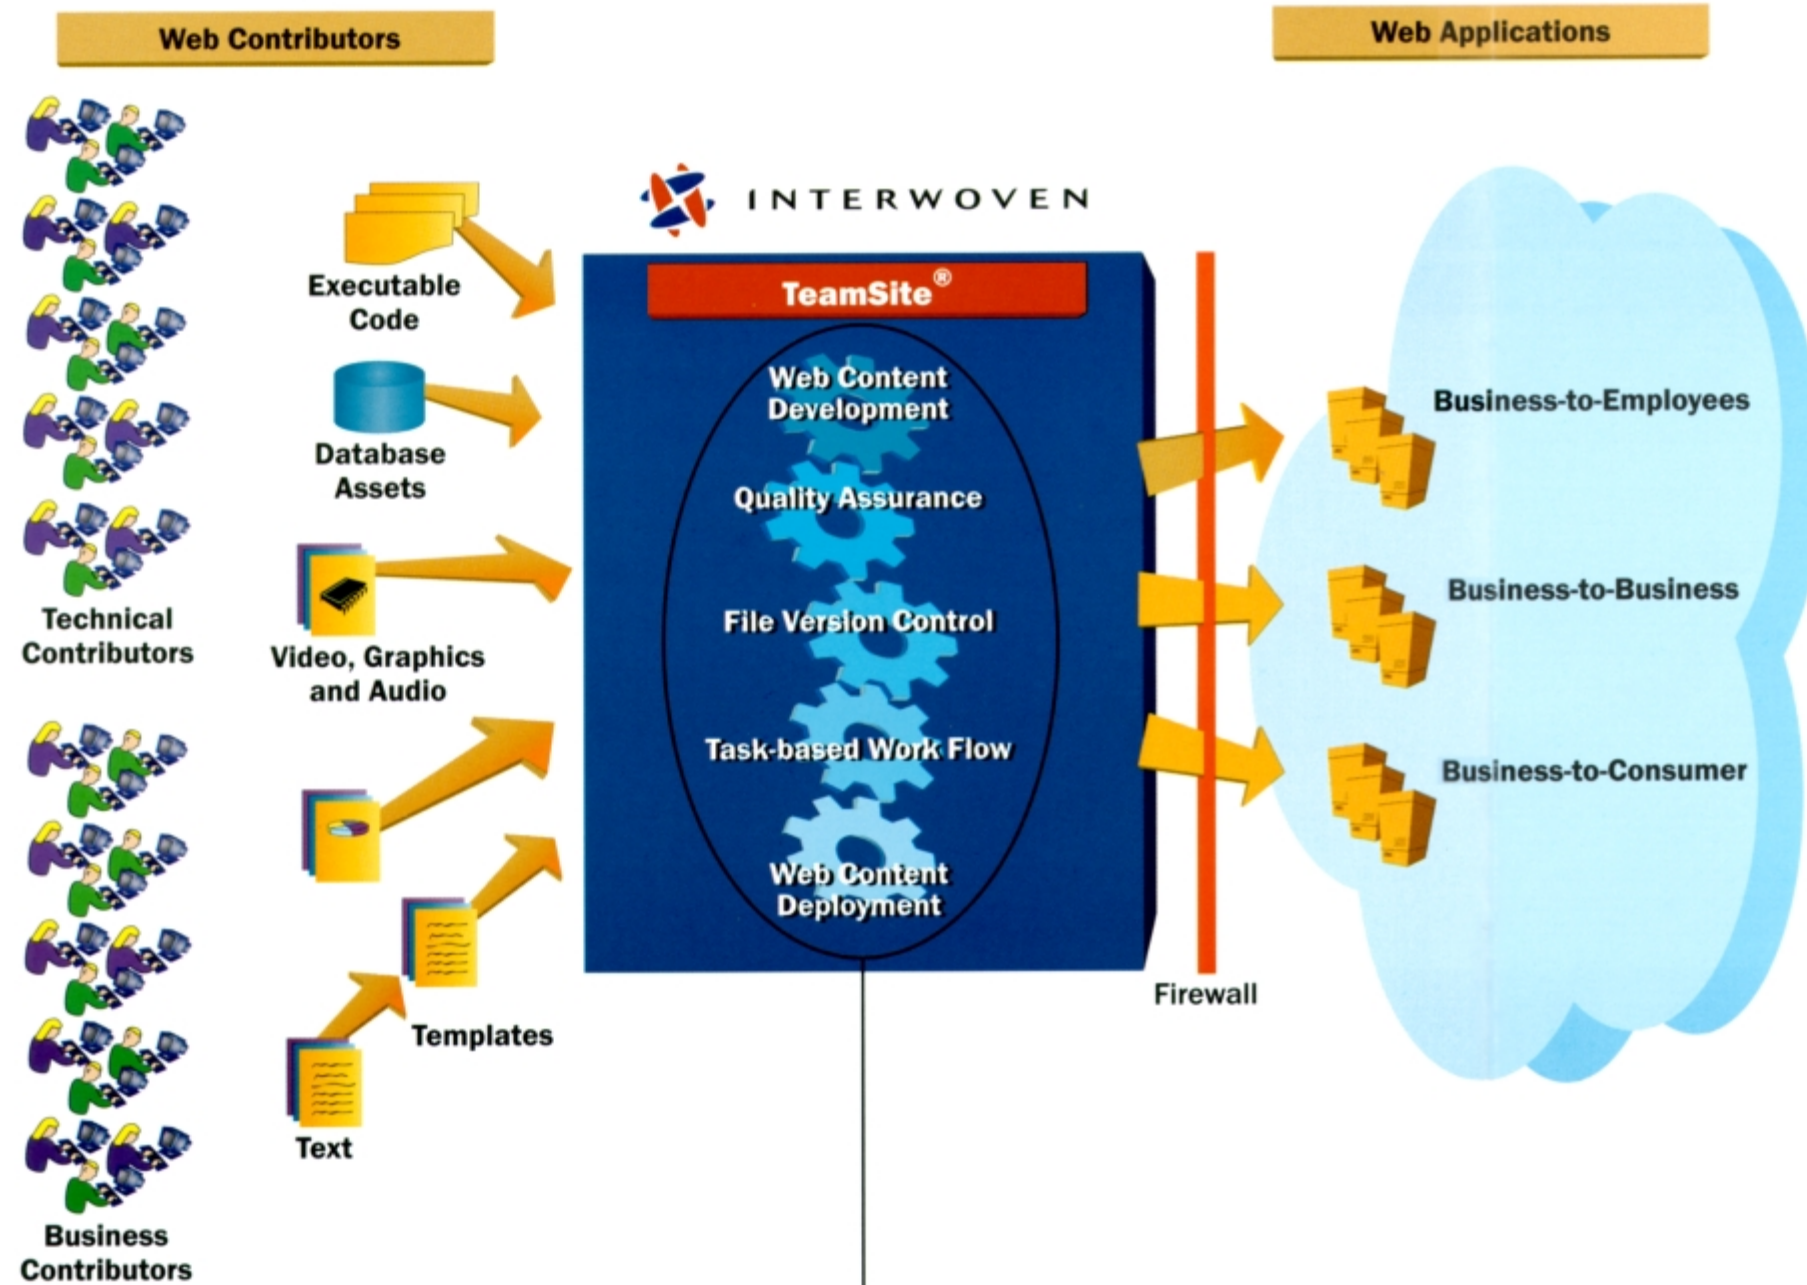 Web Contributors
Web Applications
INTERWOVEN
TeamSite®
Executable
Code
Database
Assets
Video, Graphics
and Audio
Templates
Text
Technical
Contributors
Business
Contributors
Web Content
Development
Quality Assurance
File Version Control
Task-based Work Flow
Web Content
Deployment
Firewall
Business-to-Employees
Business-to-Business
Business-to-Consumer